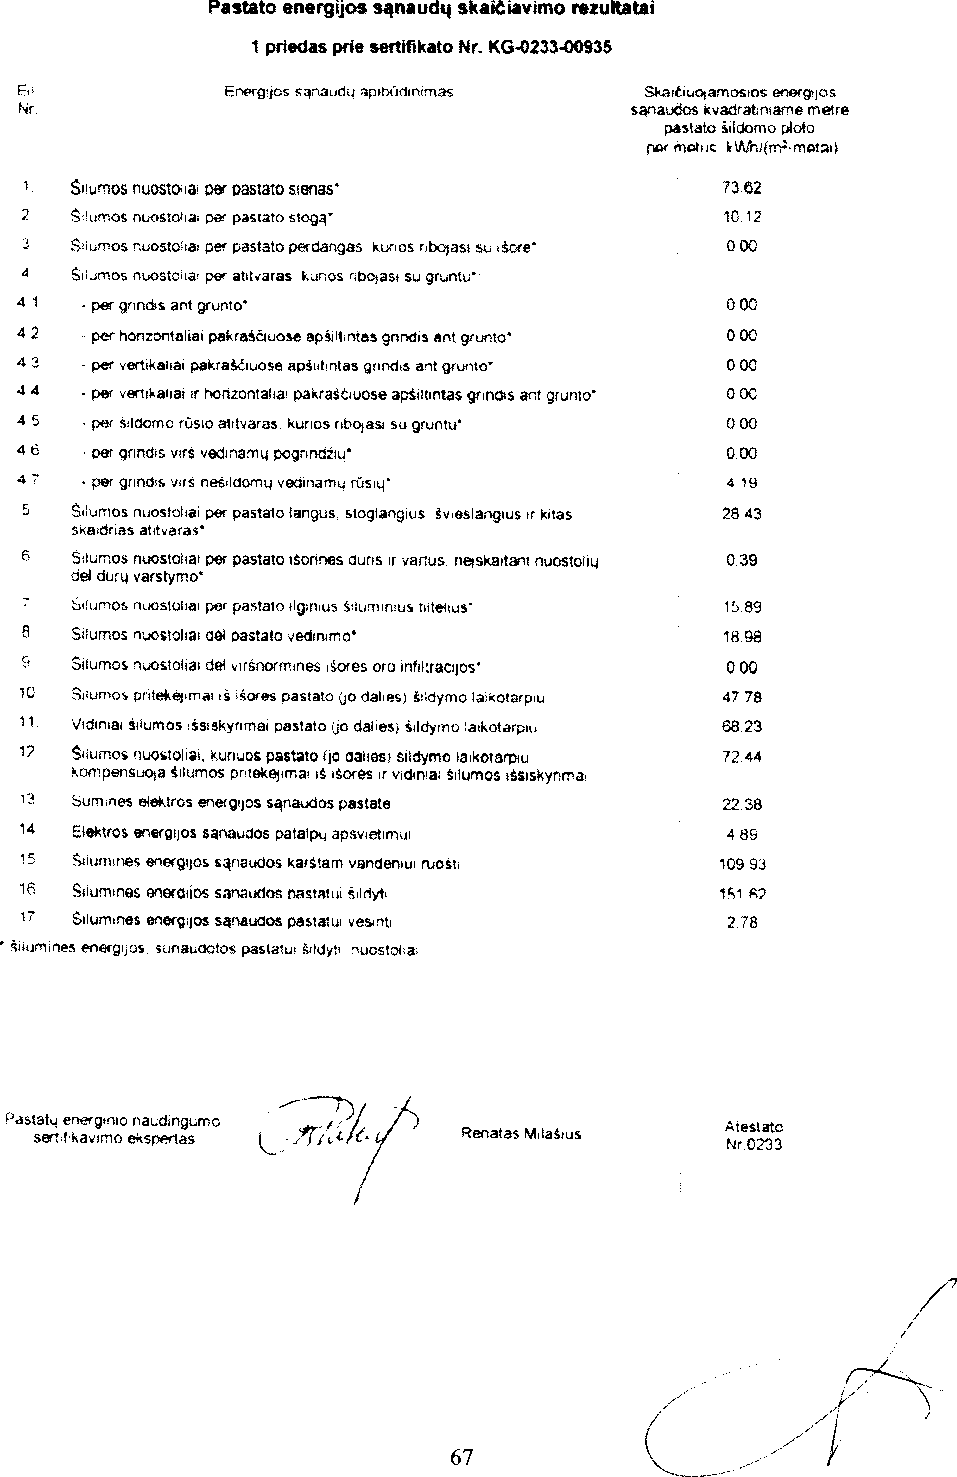 Pastato energijos sąnaudų skaičiavimo rezultatai
1 priedas prie sertifikato Nr. KG-0233-00935
Eil. Energijos sąnaudų apibūdinimas Skaičiuojamosios energijos
Nr. sąnaudos kvadratiniame metre
pastato šildomo ploto
per metus kWh/(m²·metai)
1. Šilumos nuostoliai per pastato sienas* 73.62
2 Šilumos nuostoliai per pastato stogą* 10.12
3 Šilumos nuostoliai per pastato perdangas kurios ribojasi su išore* 0.00
4 Šilumos nuostoliai per atitvaras kurios ribojasi su gruntu*
4.1 - per grindis ant grunto* 0.00
4.2 - per horizontaliai pakraščiuose apšiltintas grindis ant grunto* 0.00
4.3 - per vertikaliai pakraščiuose apšiltintas grindis ant grunto* 0.00
4.4 - per vertikaliai ir horizontaliai pakraščiuose apšiltintas grindis ant grunto* 0.00
4.5 - per šildomo rūsio atitvaras, kurios ribojasi su gruntu* 0.00
4.6 - per grindis virš vėdinamų pogrindžių* 0.00
4.7 - per grindis virš nešildomų vėdinamų rūsių* 4.19
5 Šilumos nuostoliai per pastato langus, stoglangius, švieslangius ir kitas 28.43
skaidrias atitvaras*
6 Šilumos nuostoliai per pastato išorines duris ir vartus, neįskaitant nuostolių 0.39
dėl durų varstymo*
7 Šilumos nuostoliai per pastato ilginius šiluminius tiltelius* 15.89
8 Šilumos nuostoliai dėl pastato vėdinimo* 18.98
9 Šilumos nuostoliai dėl viršnorminės išorės oro infiltracijos* 0.00
10 Šilumos pritekėjimai iš išorės pastato (jo dalies) šildymo laikotarpiu 47.78
11. Vidiniai šilumos išsiskyrimai pastato (jo dalies) šildymo laikotarpiu 68.23
12 Šilumos nuostoliai, kuriuos pastato (jo dalies) šildymo laikotarpiu 72.44
kompensuoja šilumos pritekėjimai iš išorės ir vidiniai šilumos išsiskyrimai
13 Suminės elektros energijos sąnaudos pastate 22.38
14 Elektros energijos sąnaudos patalpų apšvietimui 4.89
15 Šiluminės energijos sąnaudos karštam vandeniui ruošti 109.93
16 Šiluminės energijos sąnaudos pastatui šildyti 151.62
17 Šiluminės energijos sąnaudos pastatui vėsinti 2.78
* šiluminės energijos, sunaudotos pastatui šildyti nuostoliai
Pastatų energinio naudingumo
sertifikavimo ekspertas
Renatas Milašius
Atestato
Nr.0233
67